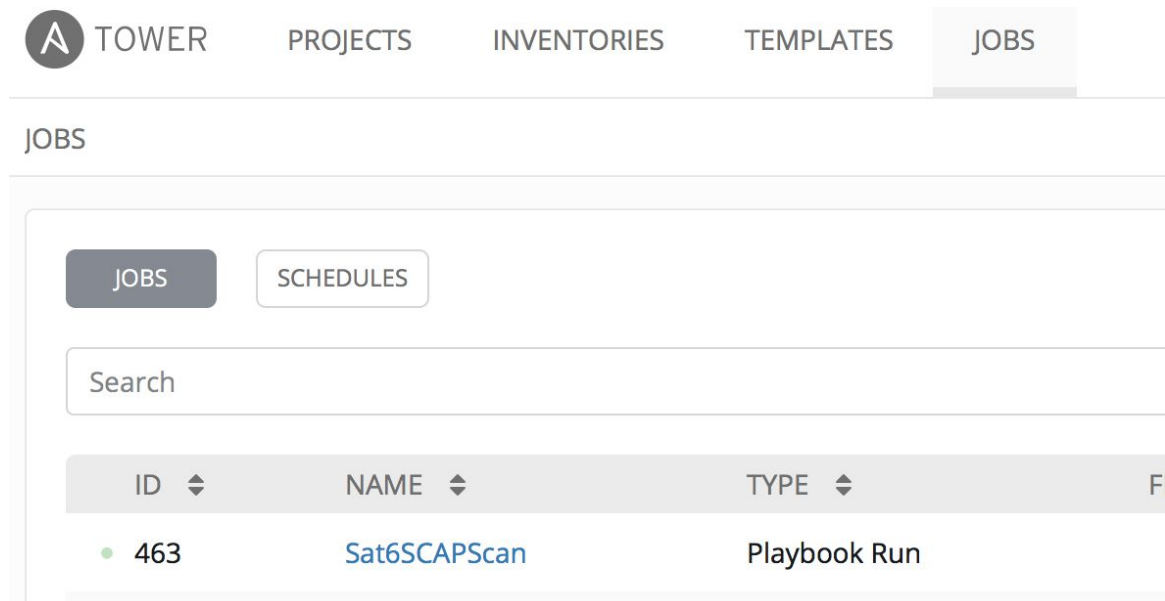 TOWER PROJECTS INVENTORIES TEMPLATES JOBS
JOBS
JOBS SCHEDULES
Search
ID NAME TYPE
463 Sat6SCAPScan Playbook Run